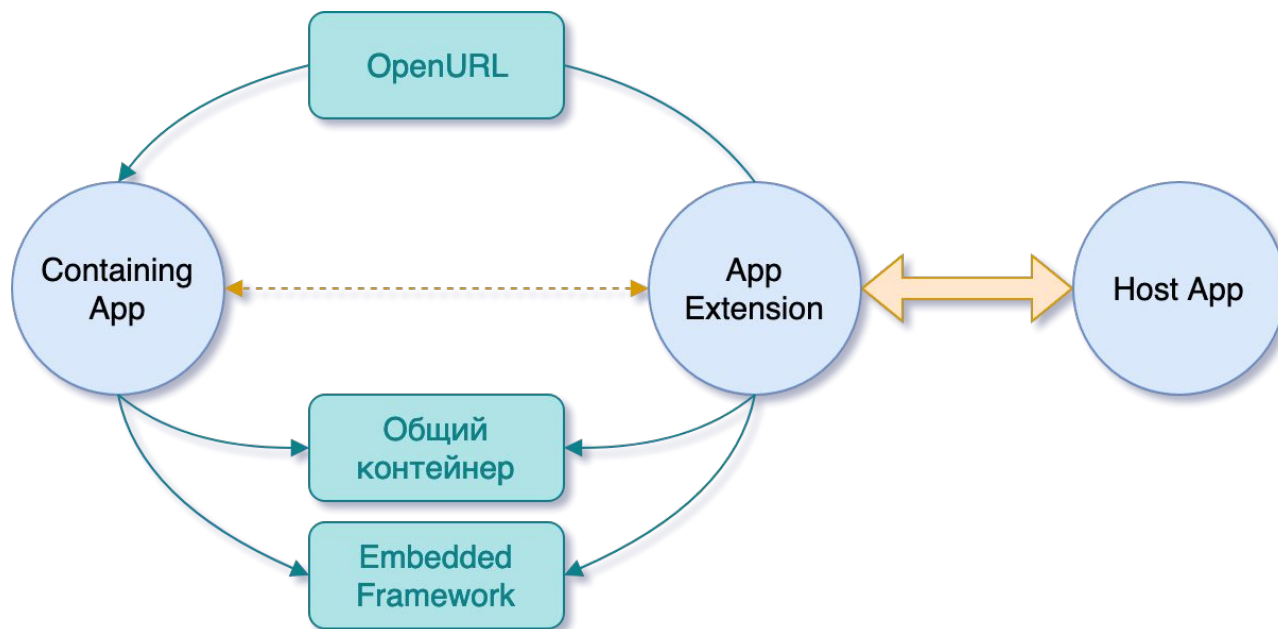 OpenURL
Containing
App
App
Extension
Host App
Общий
контейнер
Embedded
Framework